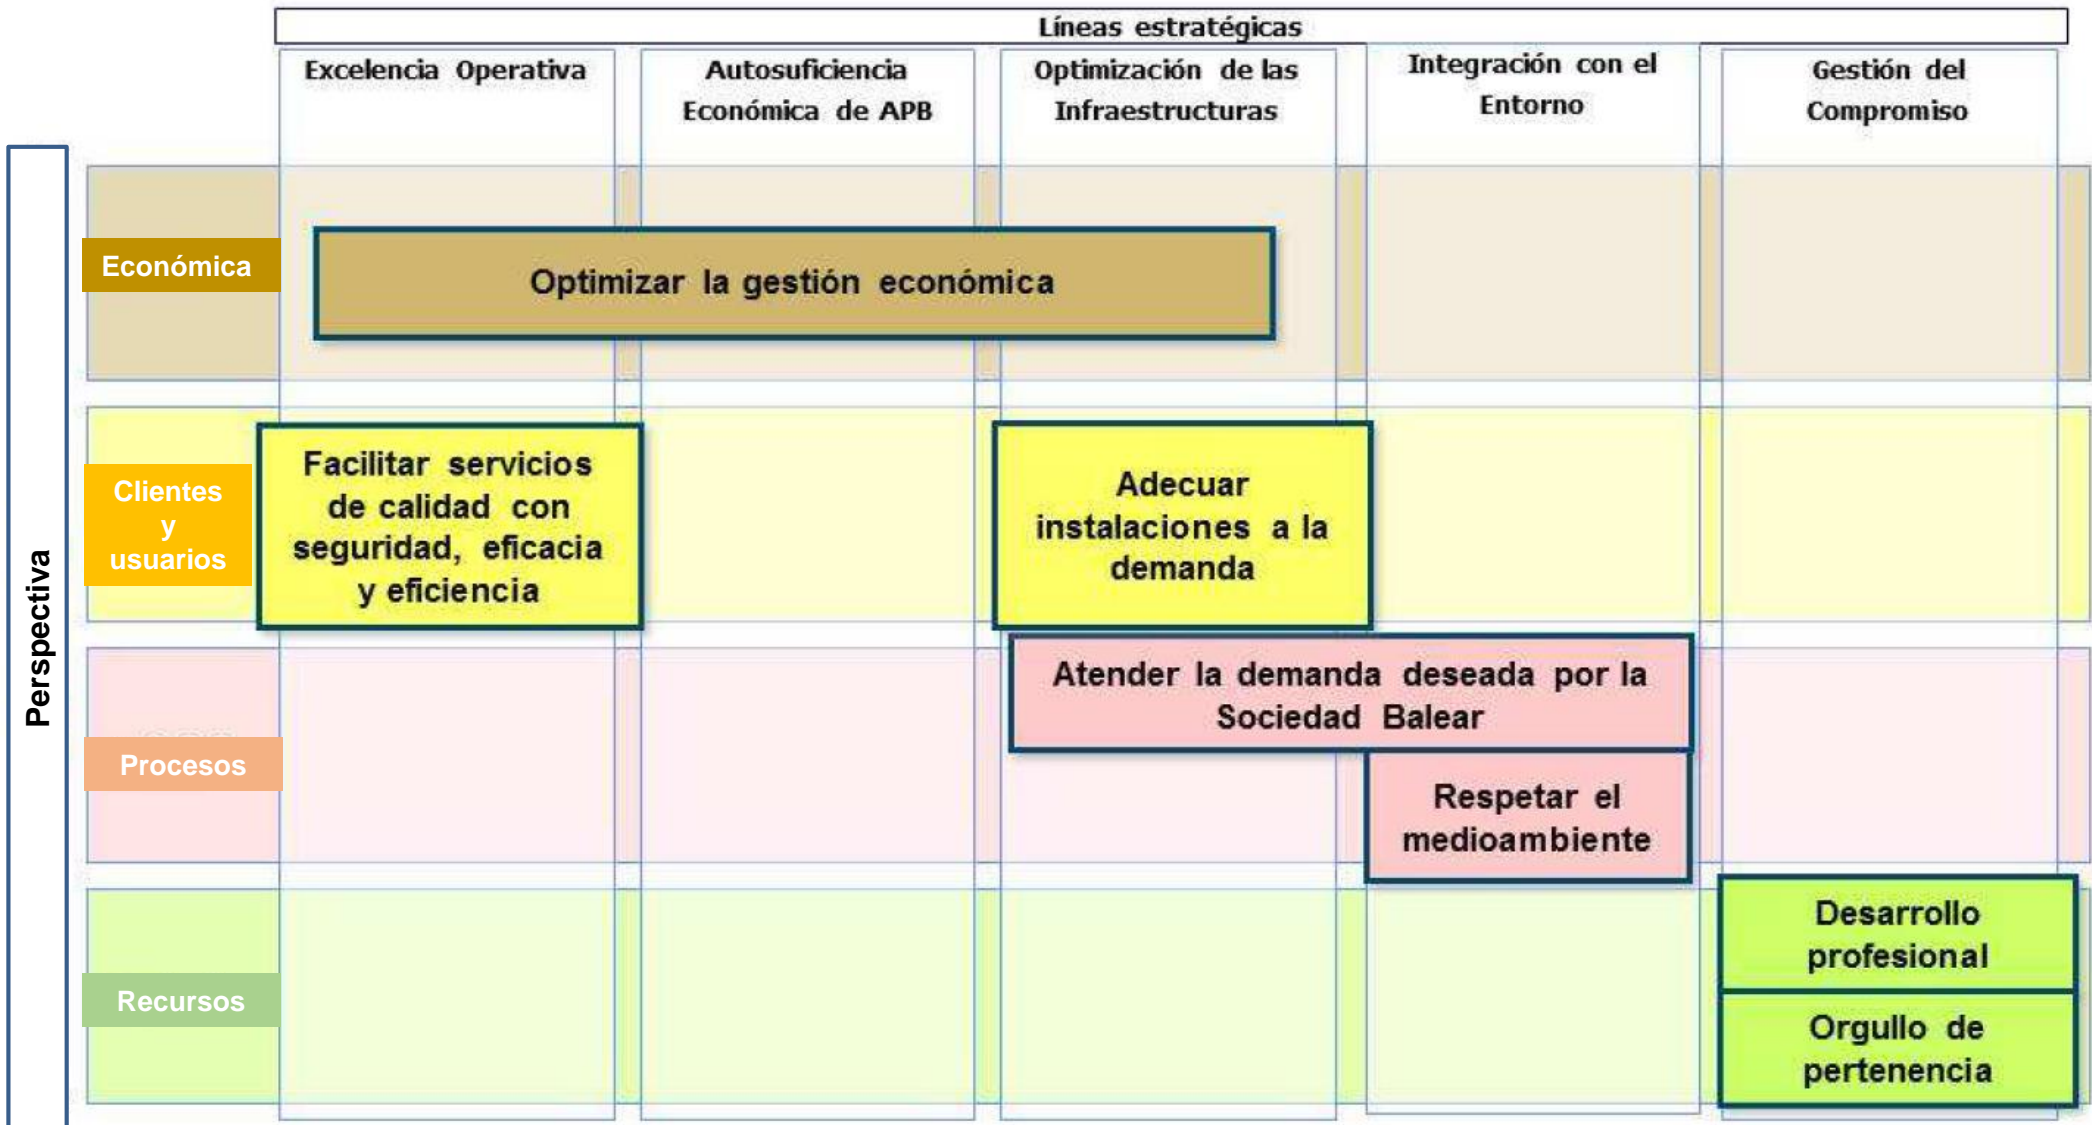 Líneas estratégicas
Excelencia Operativa
Autosuficiencia
Económica de APB
Optimización de las
Infraestructuras
Integración con el
Entorno
Gestión del
Compromiso
Perspectiva
Económica
Optimizar la gestión económica
Clientes
y
usuarios
Facilitar servicios
de calidad con
seguridad, eficacia
y eficiencia
Adecuar
instalaciones a la
demanda
Procesos
Atender la demanda deseada por la
Sociedad Balear
Respetar el
medioambiente
Recursos
Desarrollo
profesional
Orgullo de
pertenencia